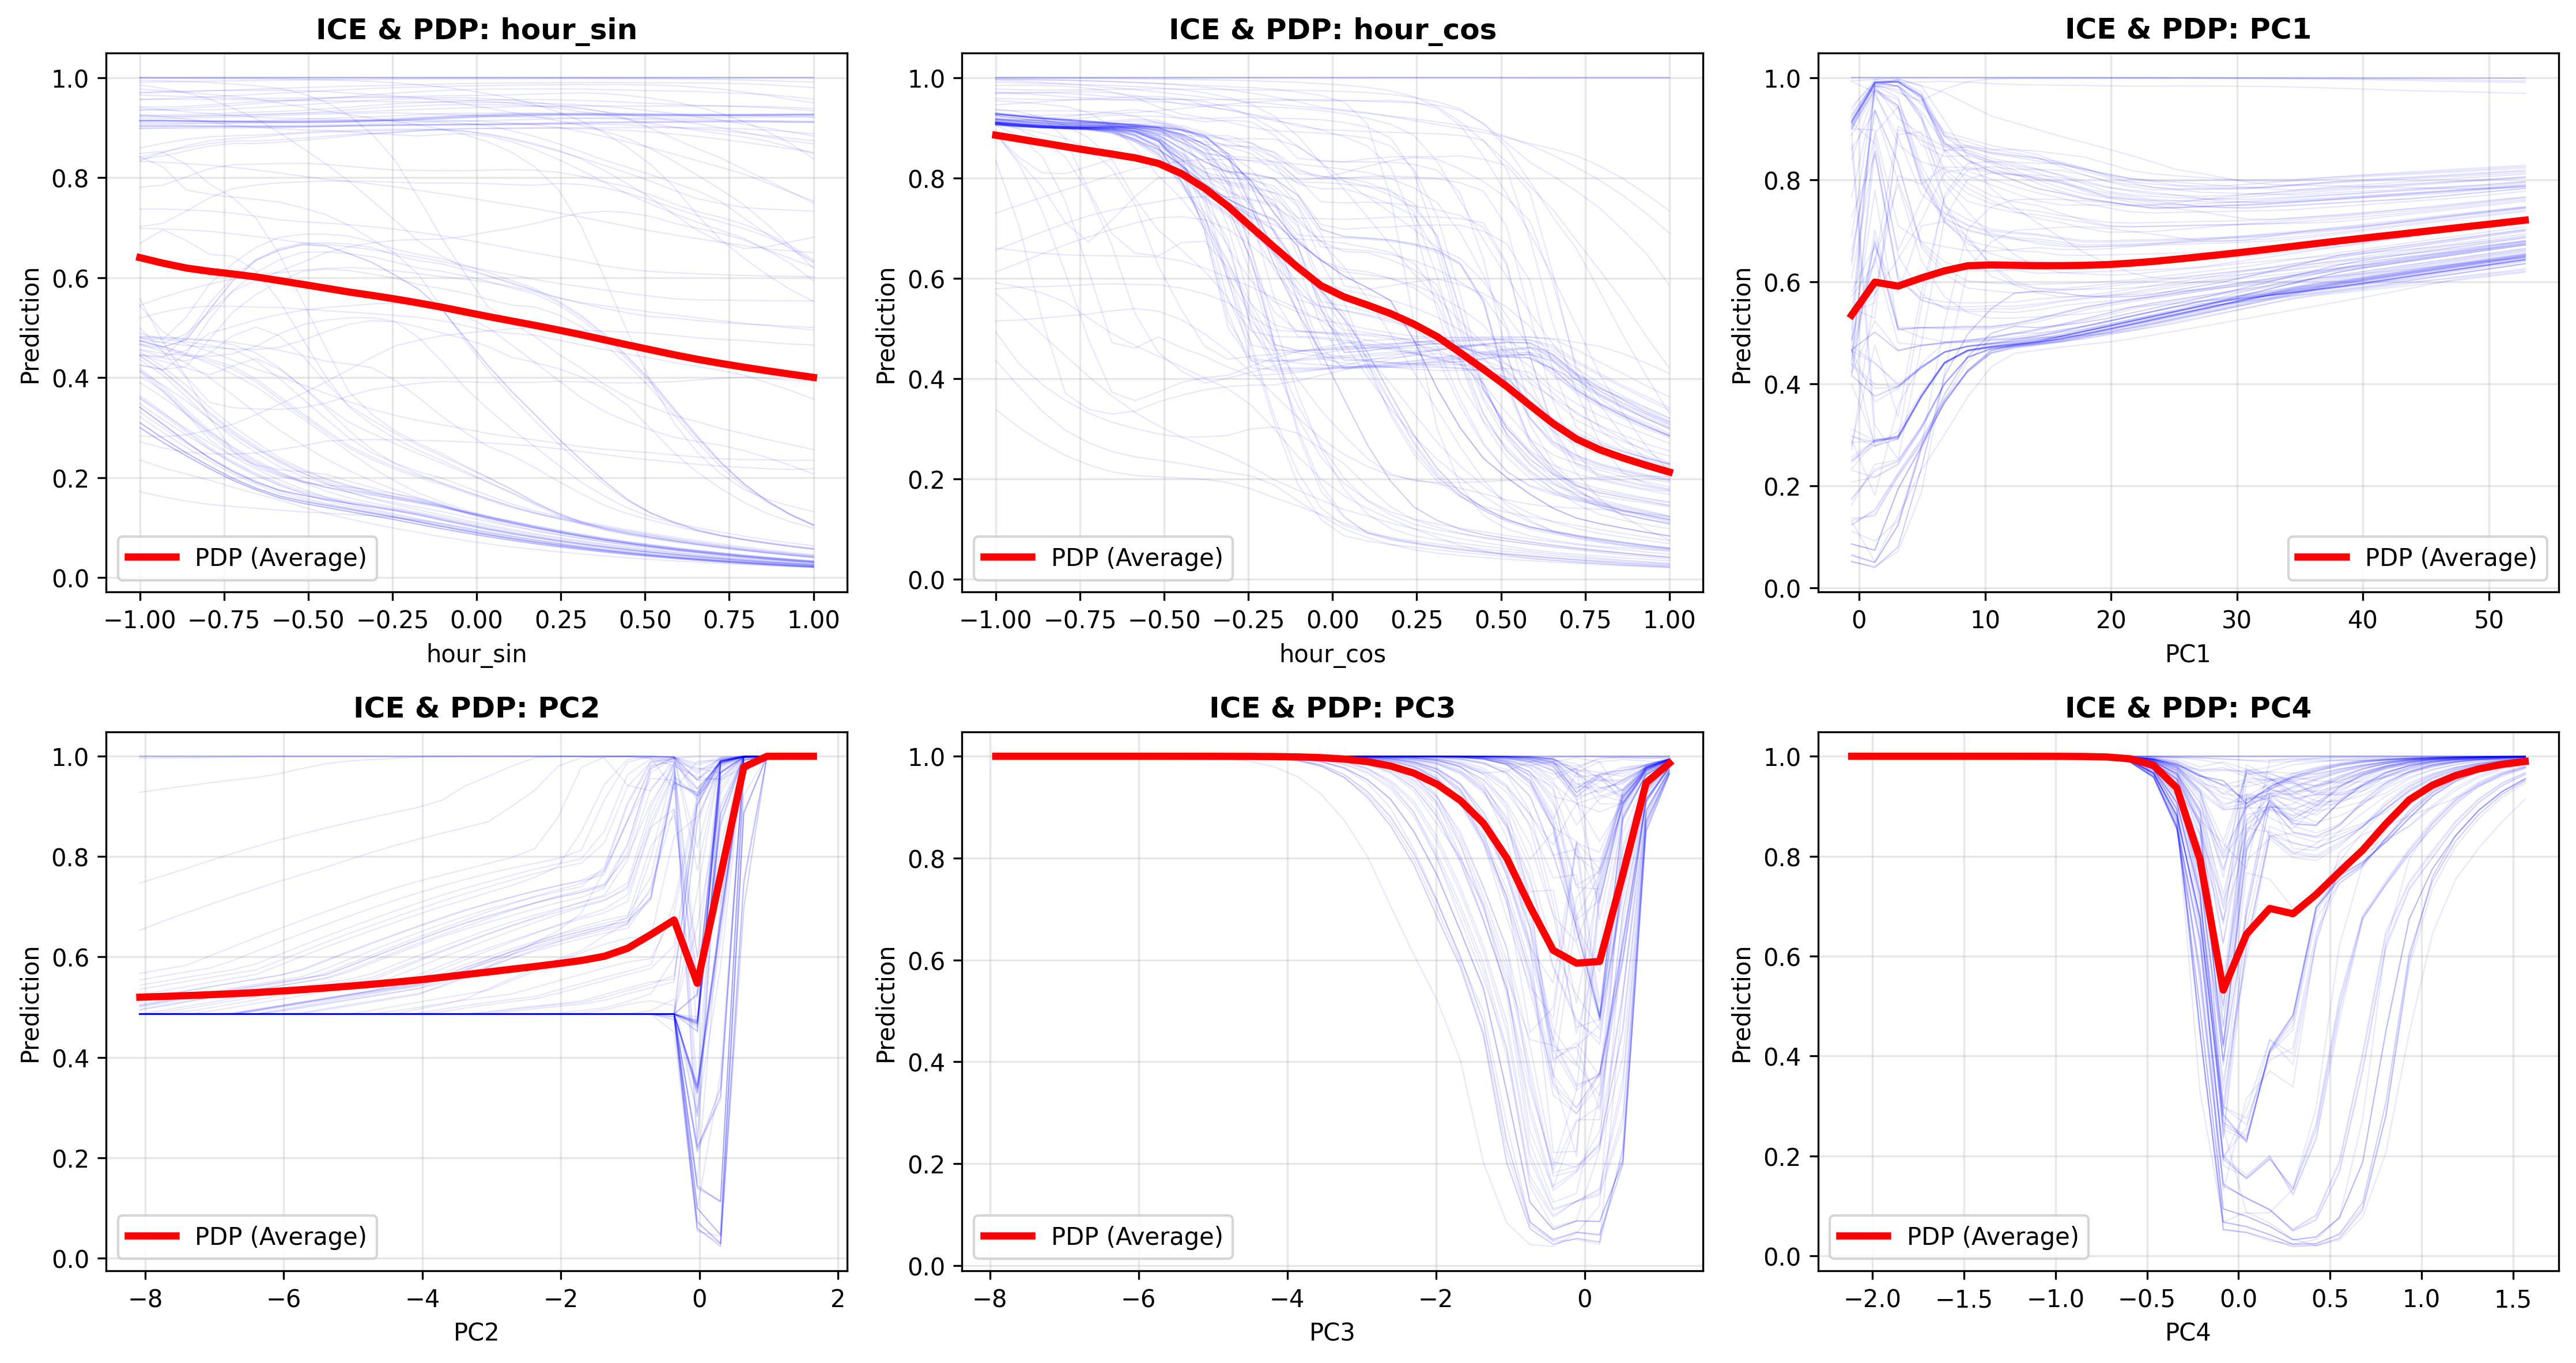 ICE & PDP: hour_sin
1.0
0.8
0.6
0.4
0.2
0.0
Prediction
PDP (Average)
−1.00 −0.75 −0.50 −0.25 0.00 0.25 0.50 0.75 1.00
hour_sin
ICE & PDP: hour_cos
1.0
0.8
0.6
0.4
0.2
0.0
Prediction
PDP (Average)
−1.00 −0.75 −0.50 −0.25 0.00 0.25 0.50 0.75 1.00
hour_cos
ICE & PDP: PC1
1.0
0.8
0.6
0.4
0.2
0.0
Prediction
PDP (Average)
0 10 20 30 40 50
PC1
ICE & PDP: PC2
1.0
0.8
0.6
0.4
0.2
0.0
Prediction
PDP (Average)
−8 −6 −4 −2 0 2
PC2
ICE & PDP: PC3
1.0
0.8
0.6
0.4
0.2
0.0
Prediction
PDP (Average)
−8 −6 −4 −2 0
PC3
ICE & PDP: PC4
1.0
0.8
0.6
0.4
0.2
0.0
Prediction
PDP (Average)
−2.0 −1.5 −1.0 −0.5 0.0 0.5 1.0 1.5
PC4